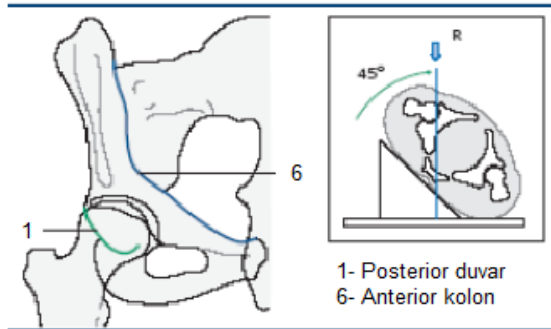 R
45°
6
1
1- Posterior duvar
6- Anterior kolon